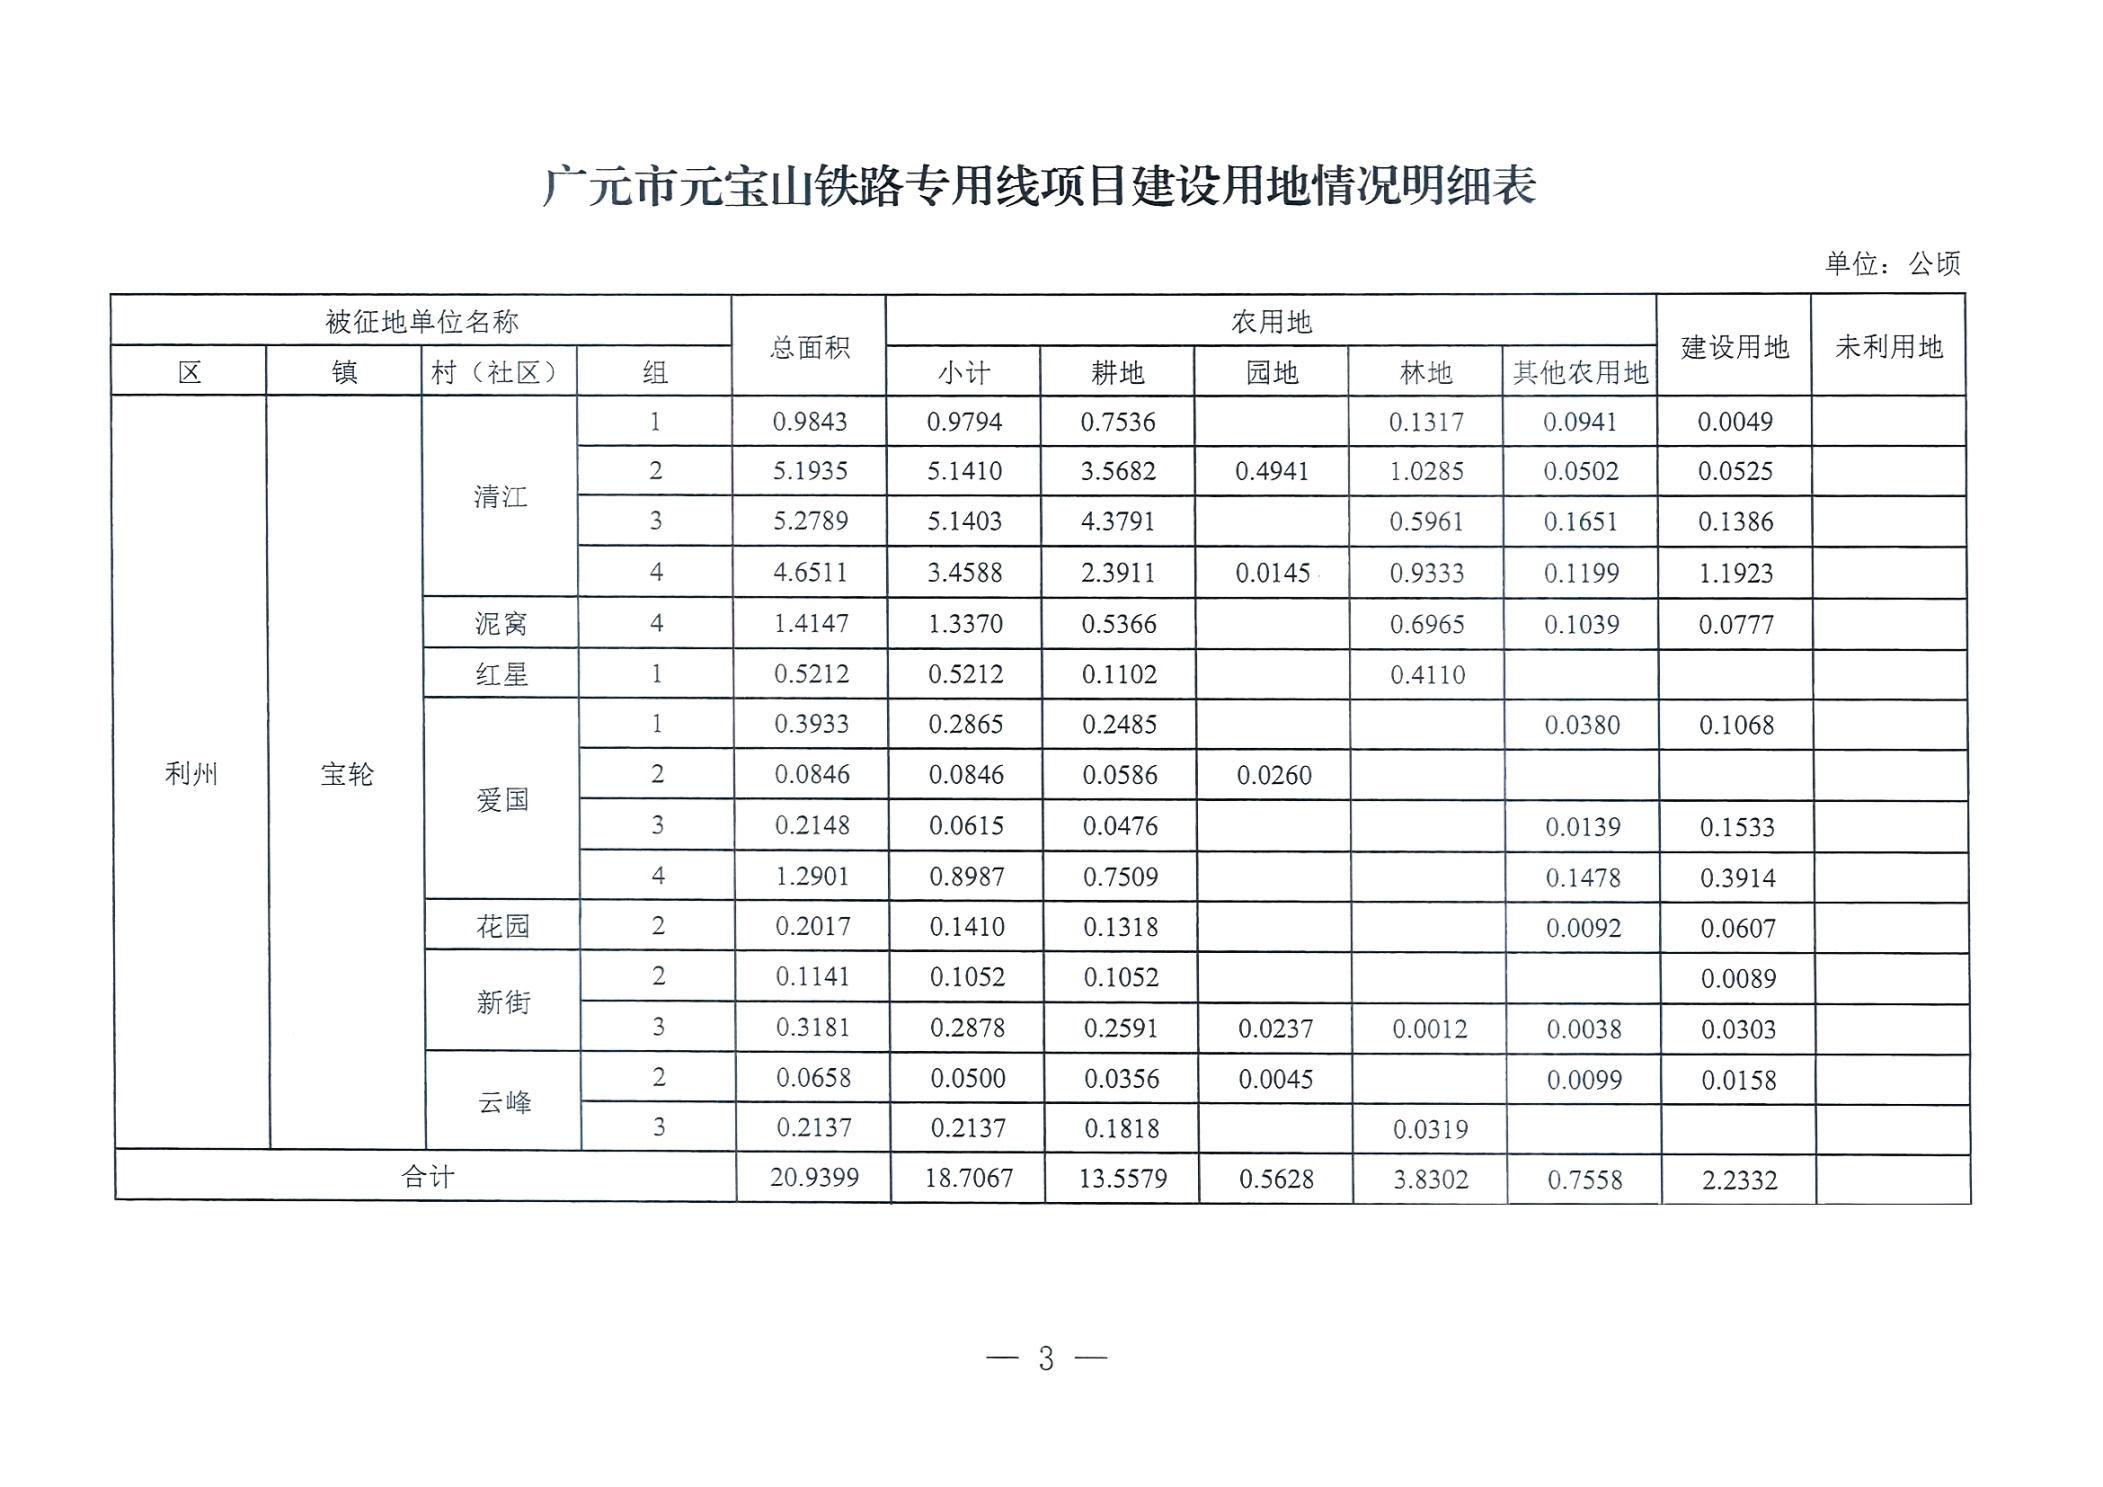 广元市元宝山铁路专用线项目建设用地情况明细表
单位：公顷
被征地单位名称 总面积 农用地 建设用地 未利用地
区 镇 村（社区） 组 小计 耕地 园地 林地 其他农用地
利州 宝轮 清江 1 0.9843 0.9794 0.7536 0.1317 0.0941 0.0049
2 5.1935 5.1410 3.5682 0.4941 1.0285 0.0502 0.0525
3 5.2789 5.1403 4.3791 0.5961 0.1651 0.1386
4 4.6511 3.4588 2.3911 0.0145 0.9333 0.1199 1.1923
泥窝 4 1.4147 1.3370 0.5366 0.6965 0.1039 0.0777
红星 1 0.5212 0.5212 0.1102 0.4110
爱国 1 0.3933 0.2865 0.2485 0.0380 0.1068
2 0.0846 0.0846 0.0586 0.0260
3 0.2148 0.0615 0.0476 0.0139 0.1533
4 1.2901 0.8987 0.7509 0.1478 0.3914
花园 2 0.2017 0.1410 0.1318 0.0092 0.0607
新街 2 0.1141 0.1052 0.1052 0.0089
3 0.3181 0.2878 0.2591 0.0237 0.0012 0.0038 0.0303
云峰 2 0.0658 0.0500 0.0356 0.0045 0.0099 0.0158
3 0.2137 0.2137 0.1818 0.0319
合计 20.9399 18.7067 13.5579 0.5628 3.8302 0.7558 2.2332
— 3 —